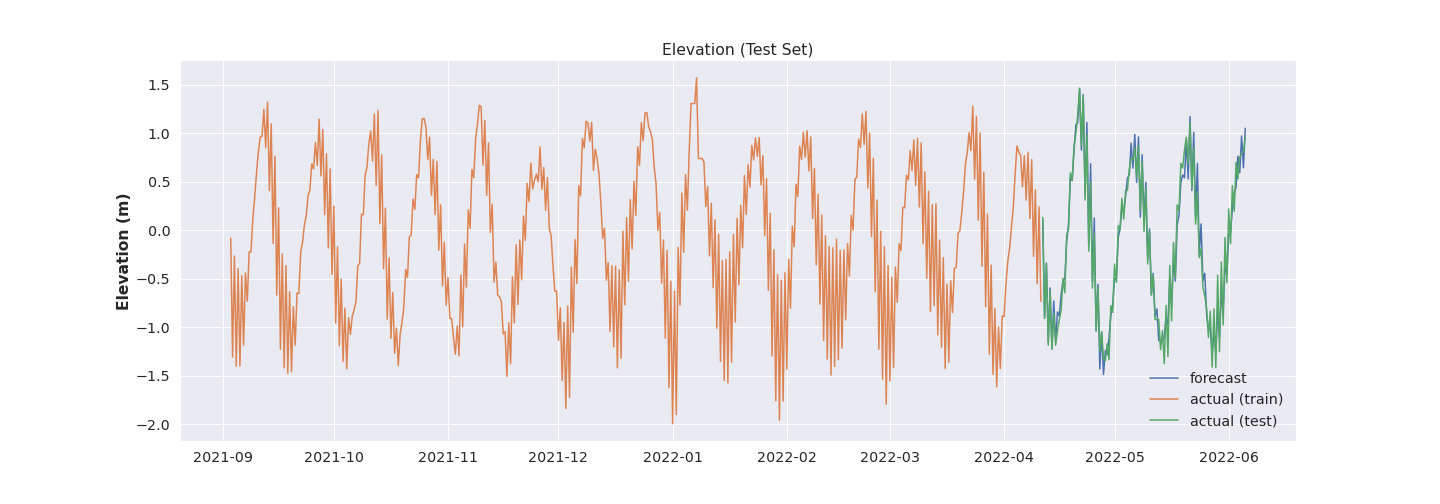 Elevation (Test Set)
Elevation (m)
1.5
1.0
0.5
0.0
−0.5
−1.0
−1.5
−2.0
2021-09 2021-10 2021-11 2021-12 2022-01 2022-02 2022-03 2022-04 2022-05 2022-06
forecast
actual (train)
actual (test)